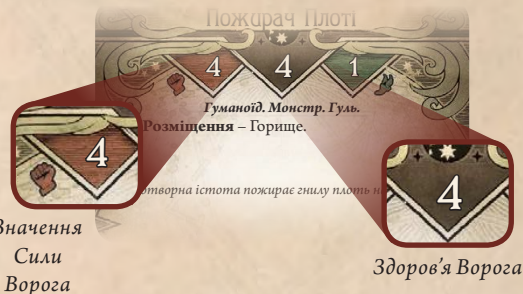 Пожирач Плоті
4 4 1
Гуманоїд. Монстр. Гуль.
Розміщення – Горище.
отворна істота пожирає гнилу плоть н
4
4
Значення
Сили
Ворога
Здоров'я Ворога